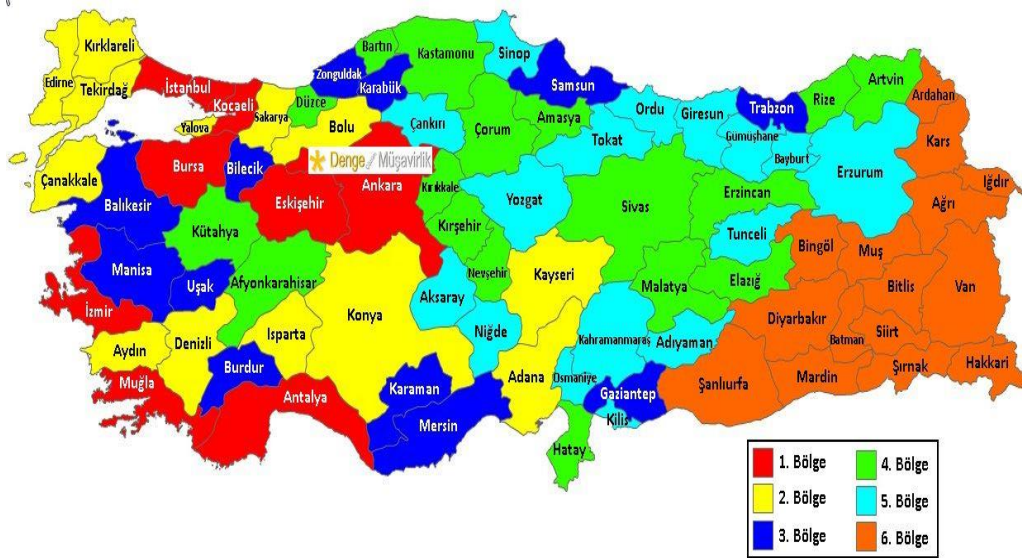 Kırklareli
Edirne
Tekirdağ
İstanbul
Kocaeli
Yalova
Sakarya
Düzce
Zonguldak
Bartın
Karabük
Kastamonu
Sinop
Samsun
Bolu
Çankırı
Çorum
Amasya
Tokat
Ordu
Giresun
Trabzon
Gümüşhane
Bayburt
Rize
Artvin
Ardahan
Kars
Iğdır
Ağrı
Erzurum
Erzincan
Çanakkale
Balıkesir
Bursa
Bilecik
Denge Müşavirlik
Eskişehir
Ankara
Kırıkkale
Kırşehir
Yozgat
Sivas
Tunceli
Bingöl
Muş
Bitlis
Van
Kütahya
Manisa
Uşak
Afyonkarahisar
İzmir
Aydın
Denizli
Isparta
Burdur
Muğla
Antalya
Konya
Aksaray
Nevşehir
Niğde
Kayseri
Malatya
Elazığ
Diyarbakır
Batman
Siirt
Şırnak
Hakkari
Mardin
Şanlıurfa
Adıyaman
Kahramanmaraş
Osmaniye
Gaziantep
Kilis
Hatay
Adana
Mersin
Karaman
1. Bölge
2. Bölge
3. Bölge
4. Bölge
5. Bölge
6. Bölge